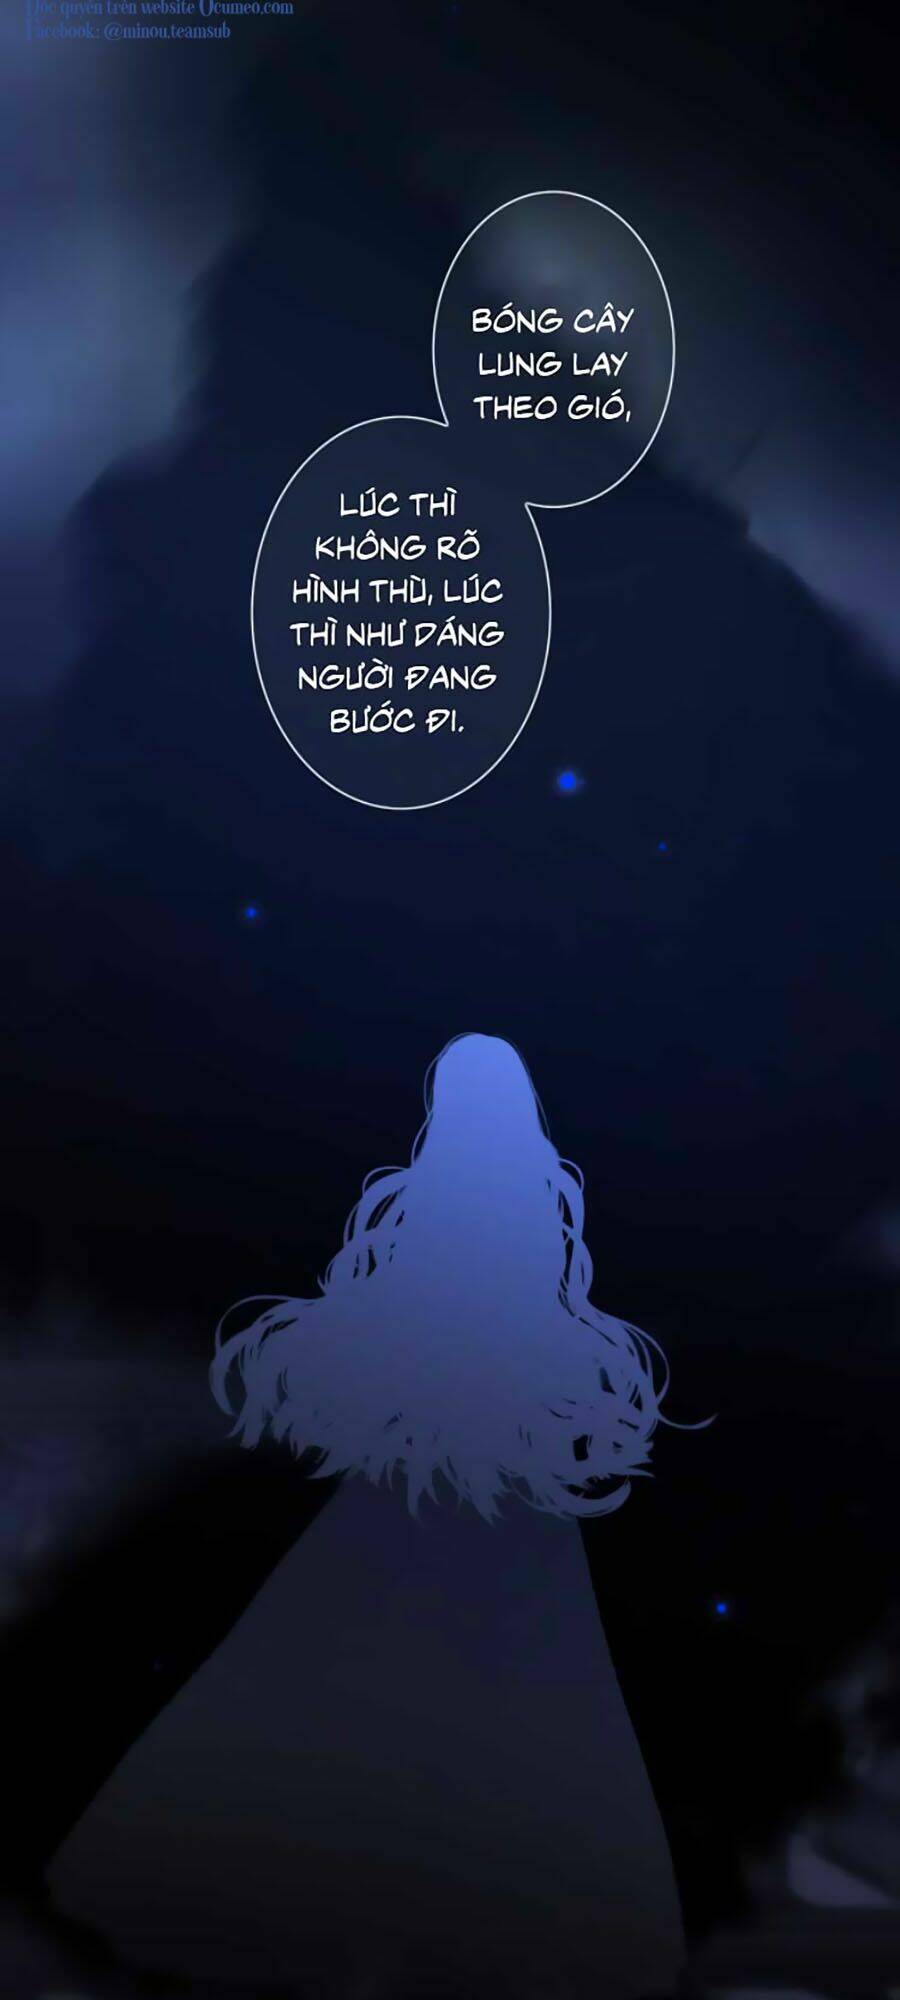 Độc quyền trên website Ocumeo.com
Facebook: @minou.teamsub
BÓNG CÂY
LUNG LAY
THEO GIÓ,
LÚC THÌ
KHÔNG RÕ
HÌNH THÙ, LÚC
THÌ NHƯ DÁNG
NGƯỜI ĐANG
BƯỚC ĐI.